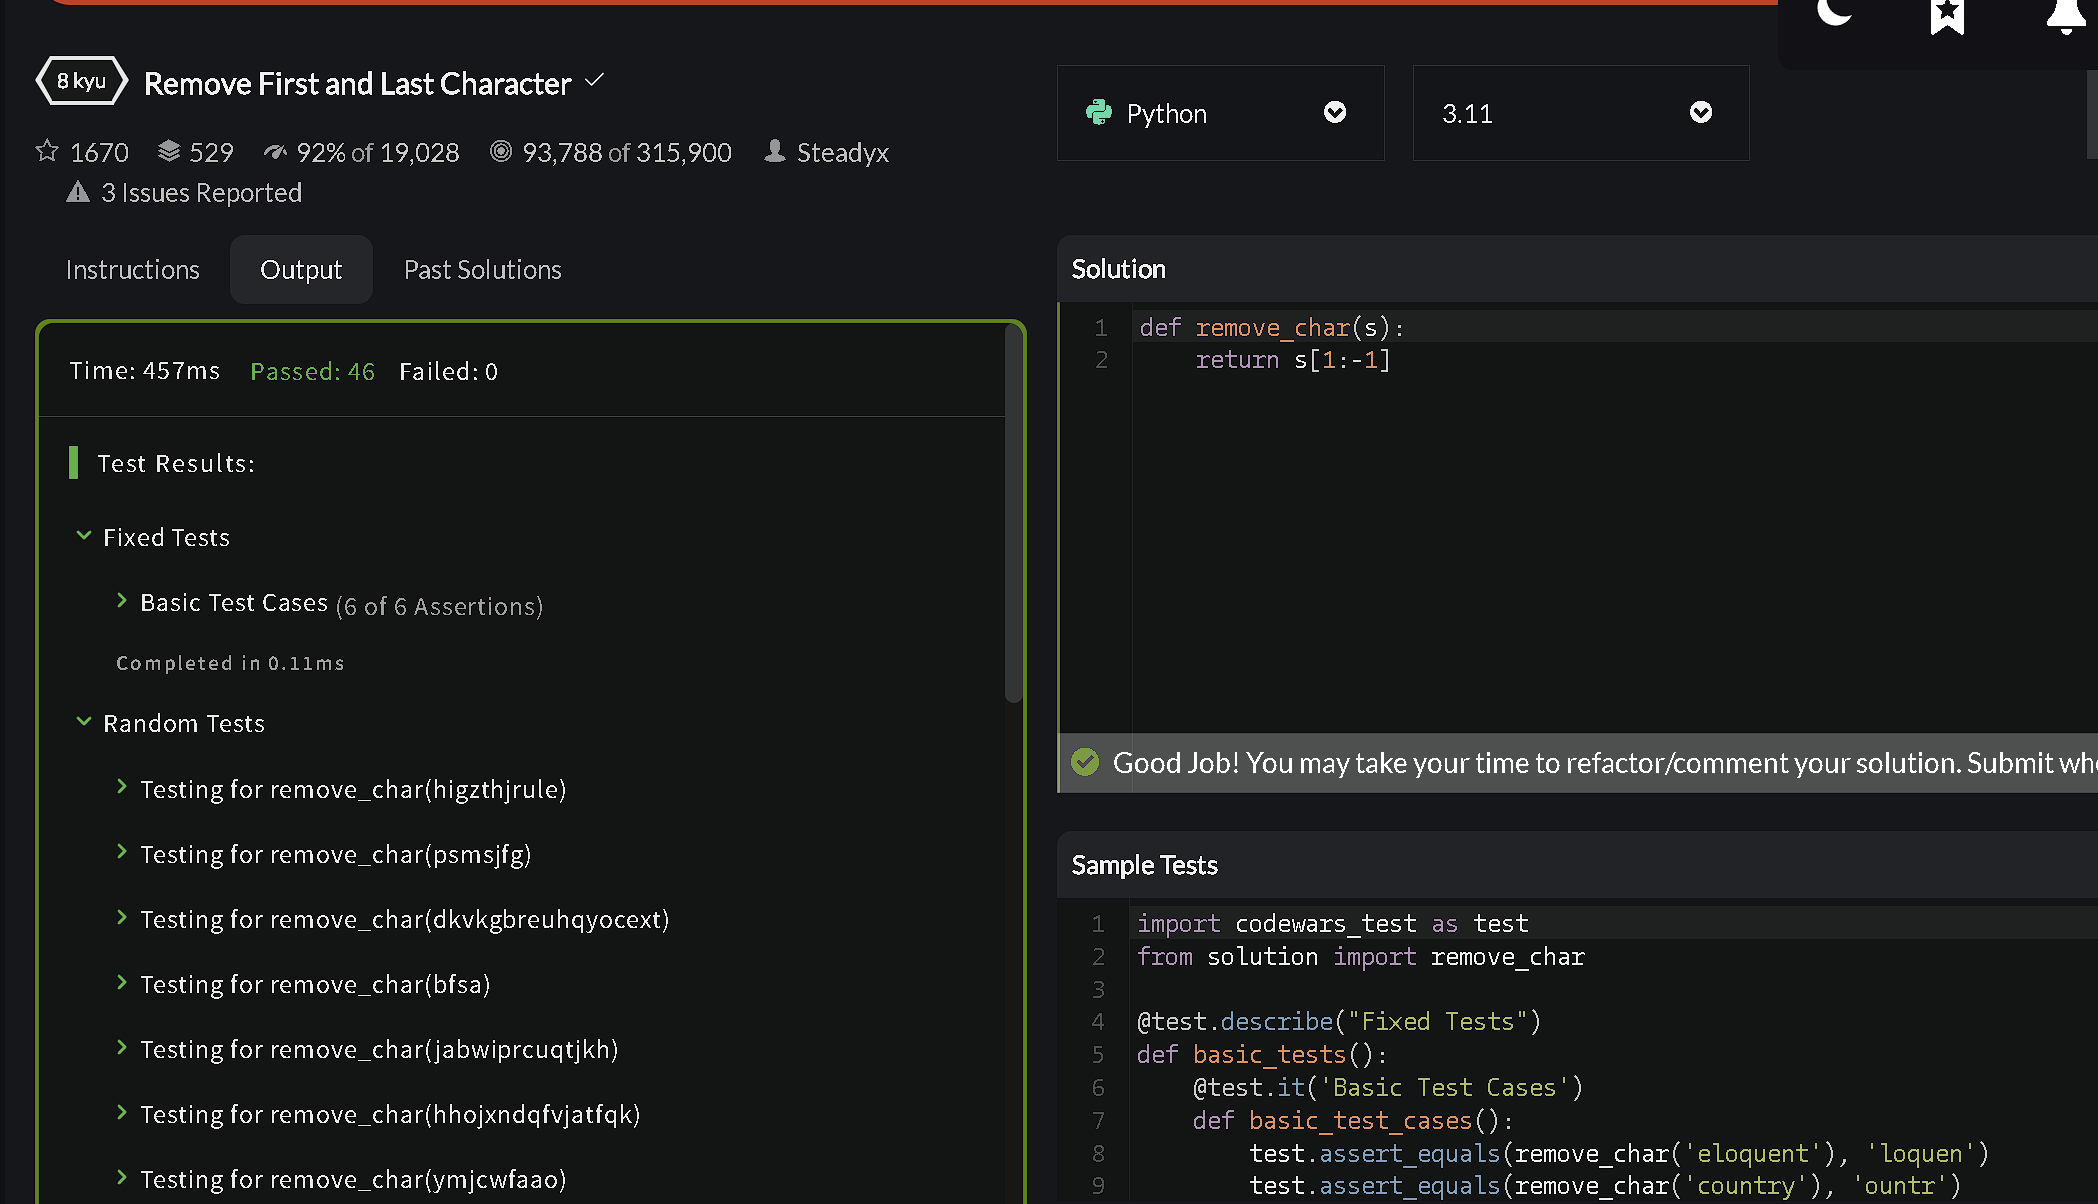 8 kyu
Remove First and Last Character
1670 529 92% of 19,028 93,788 of 315,900 Steadyx
3 Issues Reported
Instructions Output Past Solutions
Time: 457ms Passed: 46 Failed: 0
Test Results:
Fixed Tests
Basic Test Cases (6 of 6 Assertions)
Completed in 0.11ms
Random Tests
Testing for remove_char(higzthjrule)
Testing for remove_char(psmsjfg)
Testing for remove_char(dkvkgbreuhqyocext)
Testing for remove_char(bfsa)
Testing for remove_char(jabwiprcuqtjkh)
Testing for remove_char(hhojxndqfvjatfqk)
Testing for remove_char(ymjcwfaao)
Python
3.11
Solution
1 def remove_char(s):
2     return s[1:-1]
Good Job! You may take your time to refactor/comment your solution. Submit wh
Sample Tests
1 import codewars_test as test
2 from solution import remove_char
3
4 @test.describe("Fixed Tests")
5 def basic_tests():
6     @test.it('Basic Test Cases')
7     def basic_test_cases():
8         test.assert_equals(remove_char('eloquent'), 'loquen')
9         test.assert_equals(remove_char('country'), 'ountr')